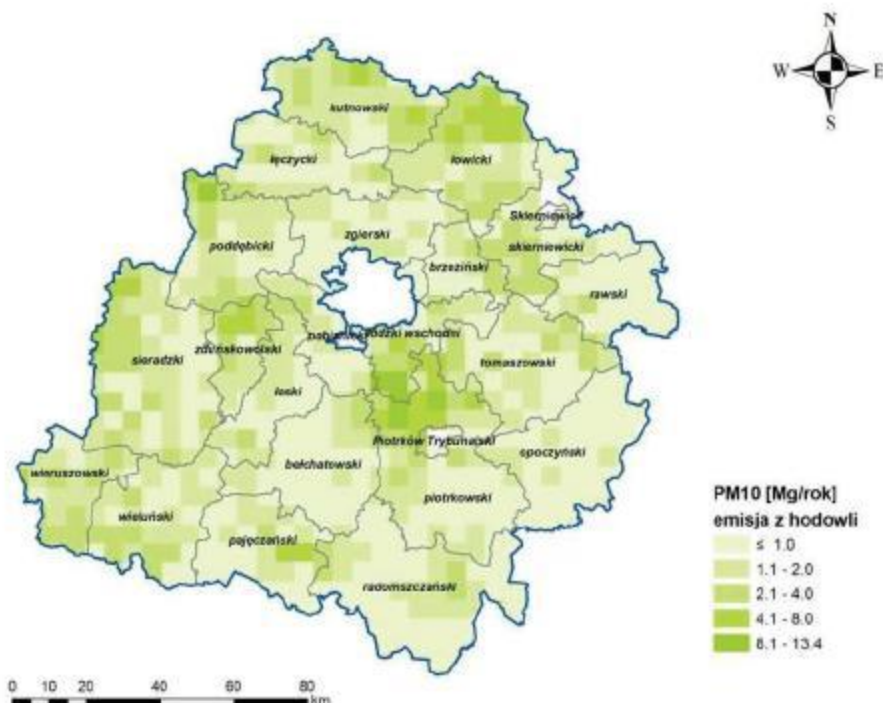 N
W E
S
kutnowski
łęczycki
łowicki
skierniewicki
poddębicki
zgierski
brzeziński
rawski
łódzki wschodni
zduńskowolski
sieradzki
tomaszowski
łaski
Piotrków Trybunalski
opoczyński
bełchatowski
wieruszowski
piotrkowski
wieluński
pajęczański
radomszczański
PM10 [Mg/rok]
emisja z hodowli
≤ 1.0
1.1 - 2.0
2.1 - 4.0
4.1 - 8.0
8.1 - 13.4
0 10 20 40 60 80
km